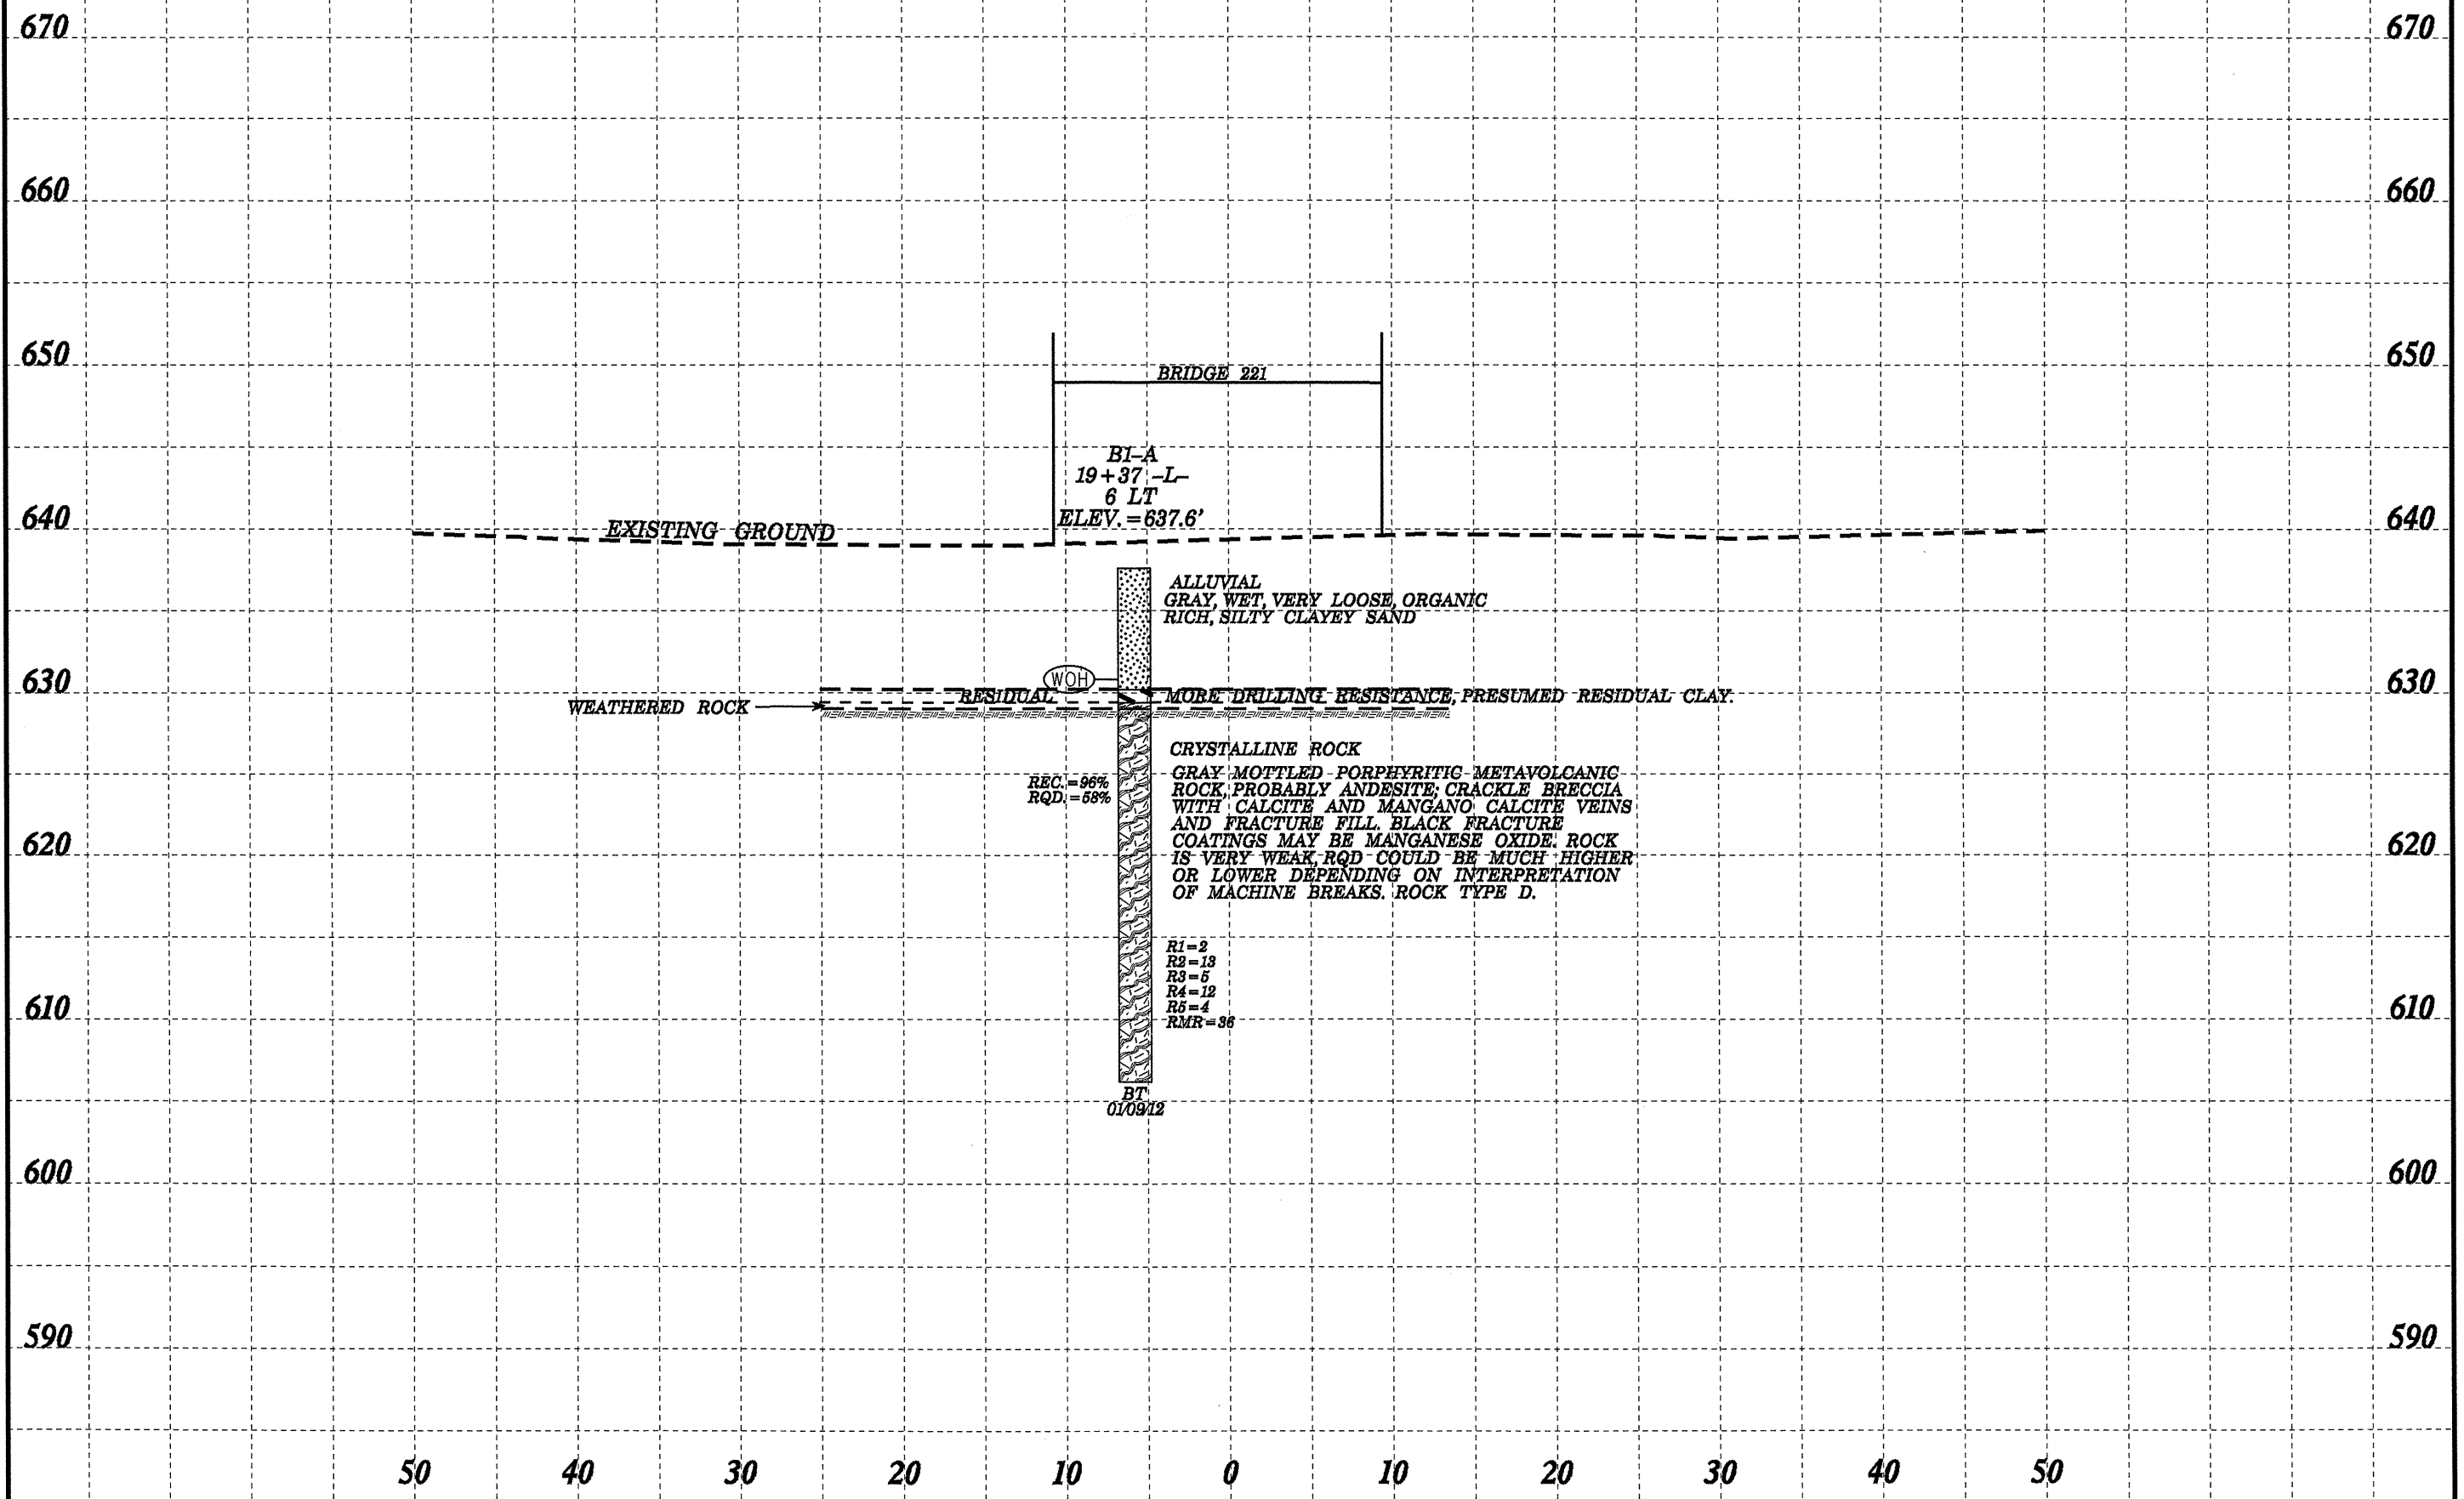 670 670
660 660
650 650
BRIDGE 221
B1-A
19+37 -L-
6 LT
ELEV.=637.6'
640 640
EXISTING GROUND
ALLUVIAL
GRAY, WET, VERY LOOSE, ORGANIC
RICH, SILTY CLAYEY SAND
WOH
630 630
RESIDUAL MORE DRILLING RESISTANCE, PRESUMED RESIDUAL CLAY.
WEATHERED ROCK
CRYSTALLINE ROCK
REC.=96%
RQD.=58%
GRAY MOTTLED PORPHYRITIC METAVOLCANIC
ROCK, PROBABLY ANDESITE; CRACKLE BRECCIA
WITH CALCITE AND MANGANO CALCITE VEINS
AND FRACTURE FILL. BLACK FRACTURE
COATINGS MAY BE MANGANESE OXIDE. ROCK
IS VERY WEAK, RQD COULD BE MUCH HIGHER
OR LOWER DEPENDING ON INTERPRETATION
OF MACHINE BREAKS. ROCK TYPE D.
620 620
R1=2
R2=13
R3=5
R4=12
R5=4
RMR=36
610 610
BT
01/09/12
600 600
590 590
50 40 30 20 10 0 10 20 30 40 50